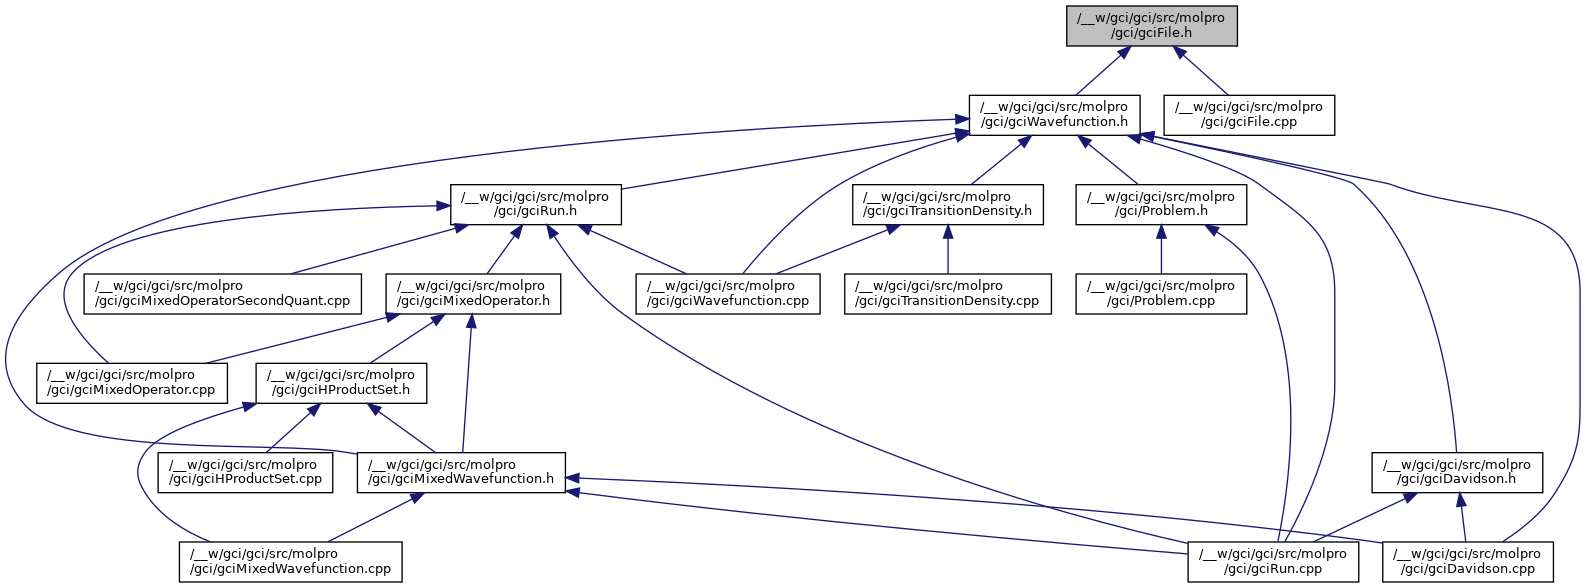 /__w/gci/gci/src/molpro
/gci/gciFile.h
/__w/gci/gci/src/molpro
/gci/gciWavefunction.h
/__w/gci/gci/src/molpro
/gci/gciFile.cpp
/__w/gci/gci/src/molpro
/gci/gciRun.h
/__w/gci/gci/src/molpro
/gci/gciTransitionDensity.h
/__w/gci/gci/src/molpro
/gci/Problem.h
/__w/gci/gci/src/molpro
/gci/gciMixedOperatorSecondQuant.cpp
/__w/gci/gci/src/molpro
/gci/gciMixedOperator.h
/__w/gci/gci/src/molpro
/gci/gciWavefunction.cpp
/__w/gci/gci/src/molpro
/gci/gciTransitionDensity.cpp
/__w/gci/gci/src/molpro
/gci/Problem.cpp
/__w/gci/gci/src/molpro
/gci/gciMixedOperator.cpp
/__w/gci/gci/src/molpro
/gci/gciHProductSet.h
/__w/gci/gci/src/molpro
/gci/gciHProductSet.cpp
/__w/gci/gci/src/molpro
/gci/gciMixedWavefunction.h
/__w/gci/gci/src/molpro
/gci/gciDavidson.h
/__w/gci/gci/src/molpro
/gci/gciMixedWavefunction.cpp
/__w/gci/gci/src/molpro
/gci/gciRun.cpp
/__w/gci/gci/src/molpro
/gci/gciDavidson.cpp